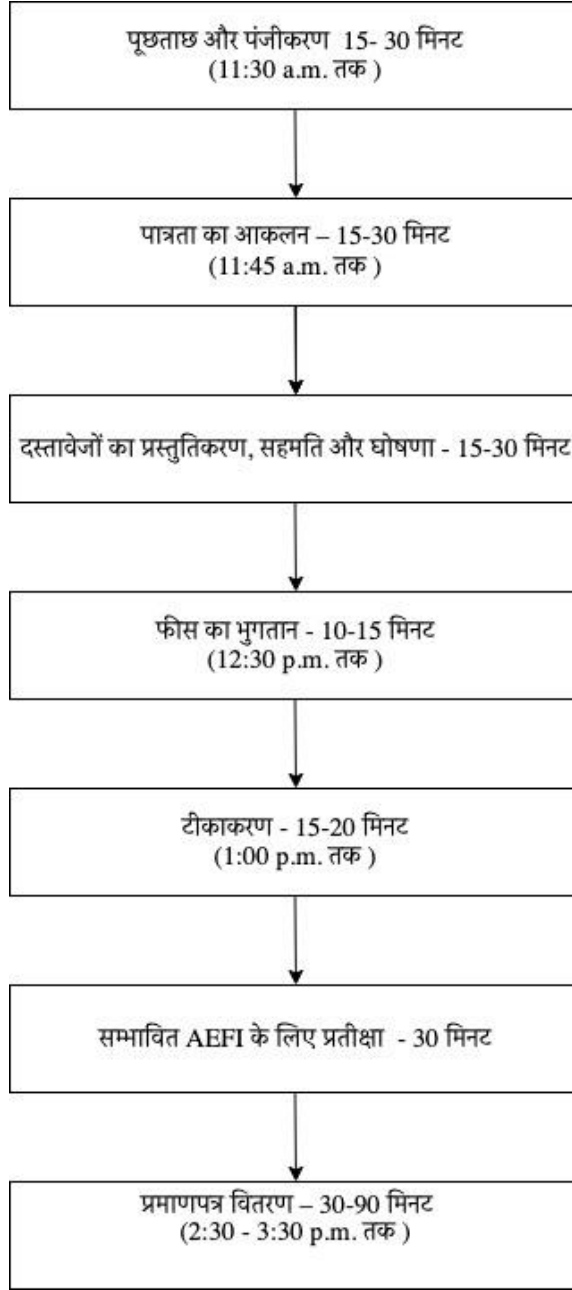 पूछताछ और पंजीकरण 15- 30 मिनट
(11:30 a.m. तक )
पात्रता का आकलन – 15-30 मिनट
(11:45 a.m. तक )
दस्तावेजों का प्रस्तुतिकरण, सहमति और घोषणा - 15-30 मिनट
फीस का भुगतान - 10-15 मिनट
(12:30 p.m. तक )
टीकाकरण - 15-20 मिनट
(1:00 p.m. तक )
सम्भावित AEFI के लिए प्रतीक्षा - 30 मिनट
प्रमाणपत्र वितरण – 30-90 मिनट
(2:30 - 3:30 p.m. तक )